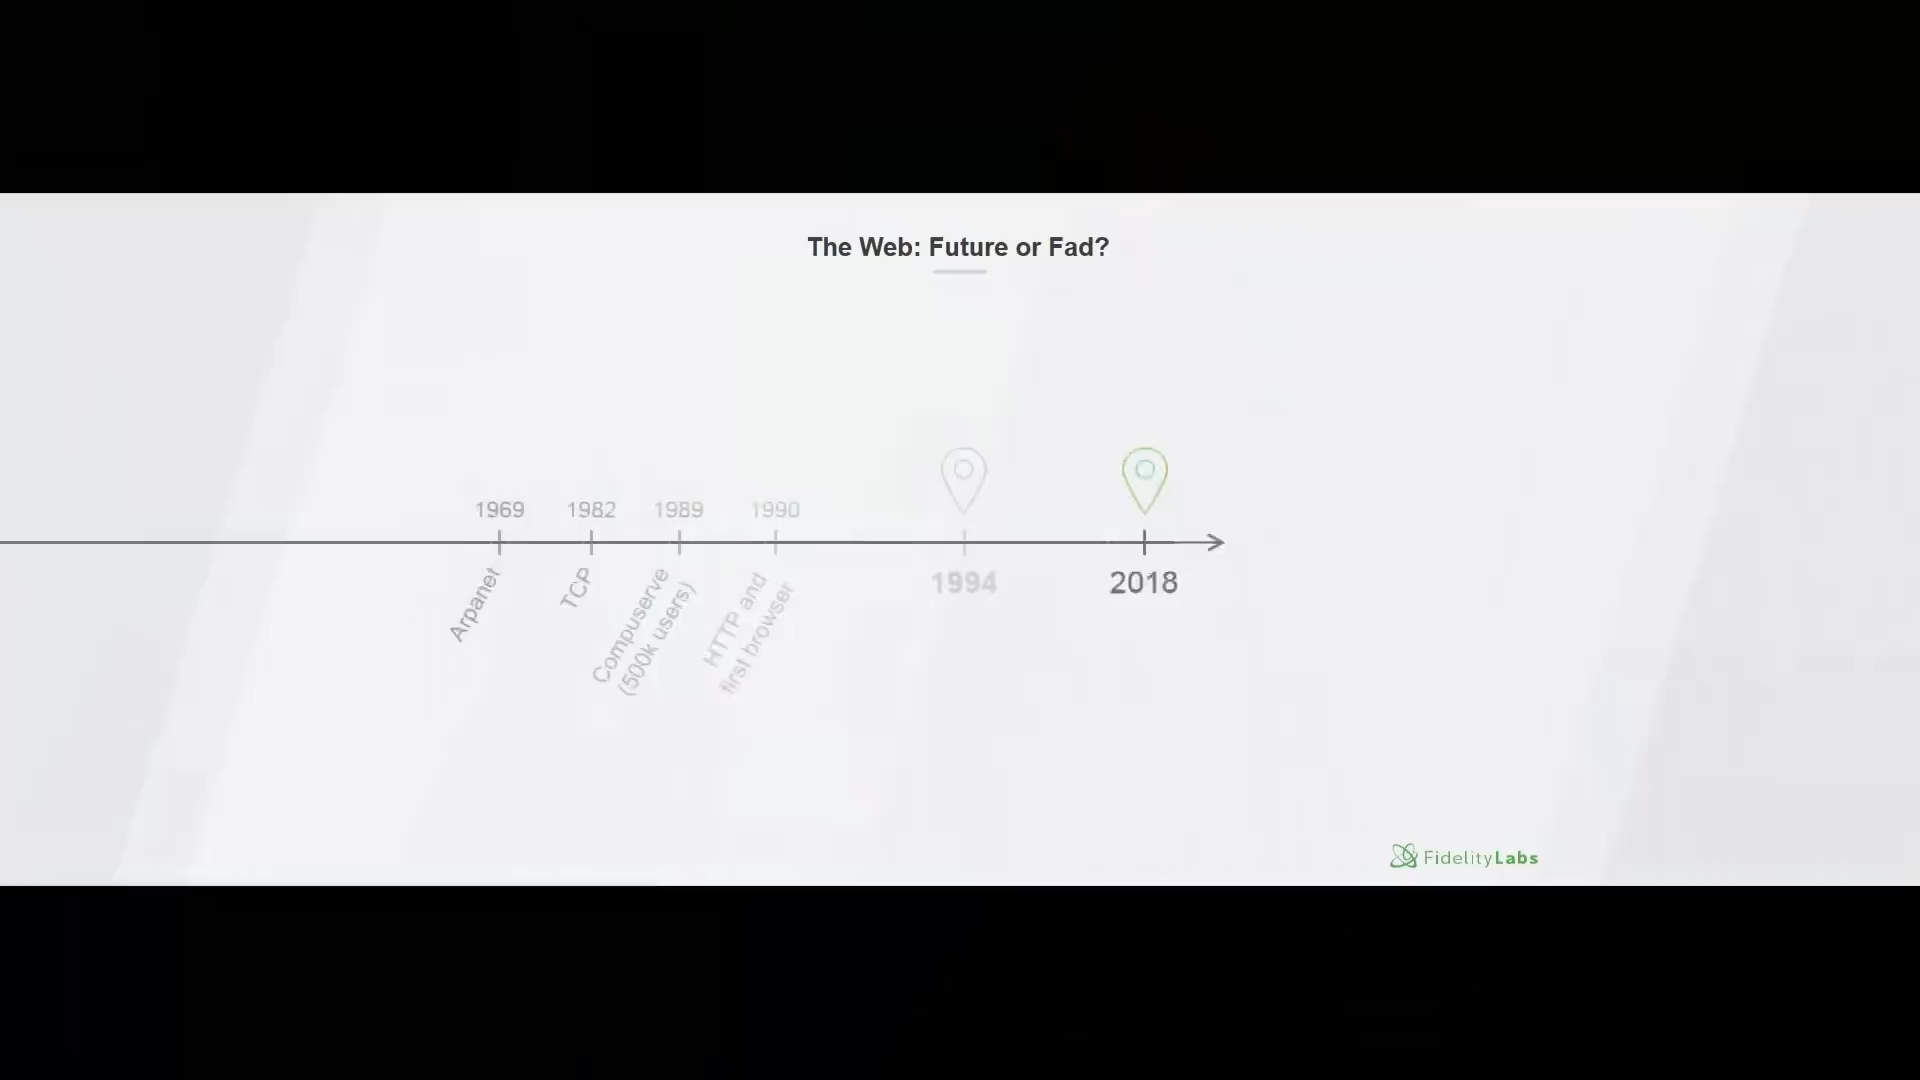 The Web: Future or Fad?
1969
1982
1989
1990
Arpanet
TCP
Compuserve
(500k users)
HTTP and
first browser
1994
2018
FidelityLabs